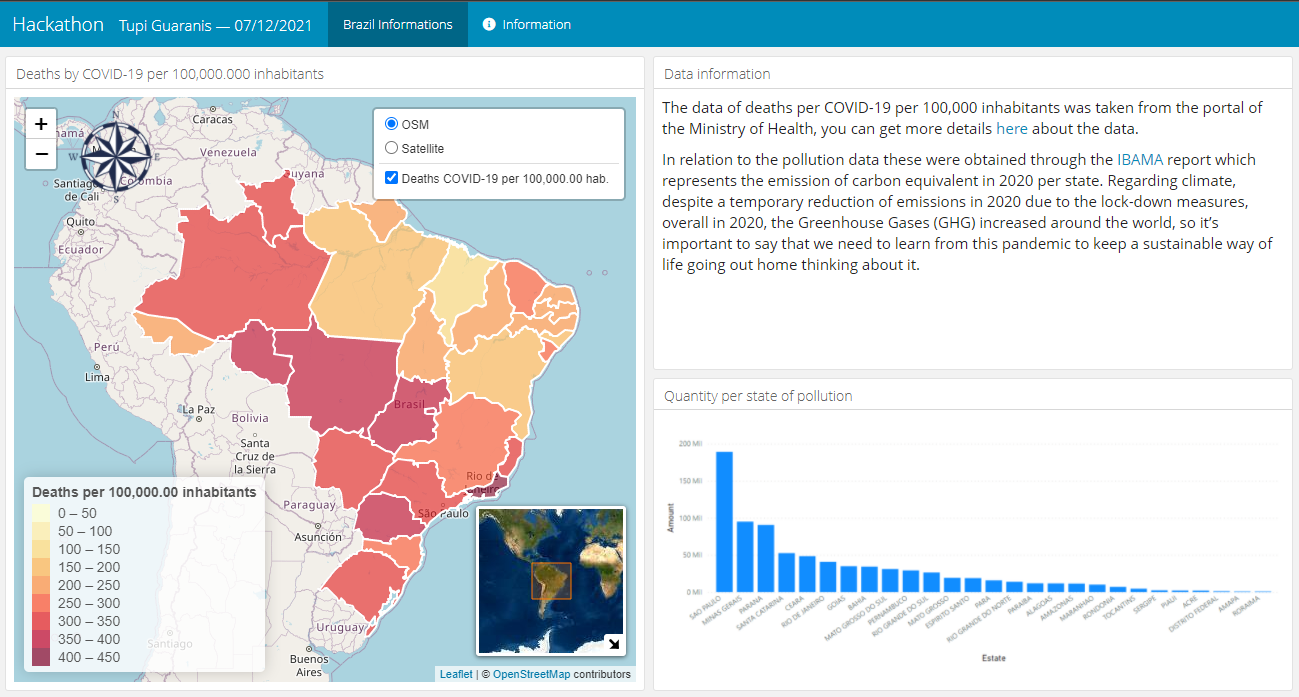 Hackathon Tupi Guaranis — 07/12/2021 Brazil Informations Information
Deaths by COVID-19 per 100,000.000 inhabitants
+
−
N
W
E
S
OSM
Satellite
Deaths COVID-19 per 100,000.00 hab.
Caracas
Venezuela
Guyana
Santiago
de Cali
Colombia
Quito
Ecuador
Perú
Lima
La Paz
Bolivia
Santa
Cruz de
la Sierra
Brasil
Rio de
Janeiro
São Paulo
Paraguay
Asunción
Uruguay
Santiago
Buenos
Aires
Deaths per 100,000.00 inhabitants
0 – 50
50 – 100
100 – 150
150 – 200
200 – 250
250 – 300
300 – 350
350 – 400
400 – 450
Leaflet | © OpenStreetMap contributors
Data information
The data of deaths per COVID-19 per 100,000 inhabitants was taken from the portal of
the Ministry of Health, you can get more details here about the data.
In relation to the pollution data these were obtained through the IBAMA report which
represents the emission of carbon equivalent in 2020 per state. Regarding climate,
despite a temporary reduction of emissions in 2020 due to the lock-down measures,
overall in 2020, the Greenhouse Gases (GHG) increased around the world, so it's
important to say that we need to learn from this pandemic to keep a sustainable way of
life going out home thinking about it.
Quantity per state of pollution
200 Mil
150 Mil
100 Mil
50 Mil
0 Mil
Amount
SAO PAULO
MINAS GERAIS
PARANA
SANTA CATARINA
CEARA
RIO DE JANEIRO
GOIAS
BAHIA
MATO GROSSO DO SUL
PERNAMBUCO
RIO GRANDE DO SUL
MATO GROSSO
ESPIRITO SANTO
PARA
RIO GRANDE DO NORTE
PARAIBA
ALAGOAS
AMAZONAS
MARANHAO
RONDONIA
TOCANTINS
SERGIPE
PIAUI
ACRE
DISTRITO FEDERAL
AMAPA
RORAIMA
Estate